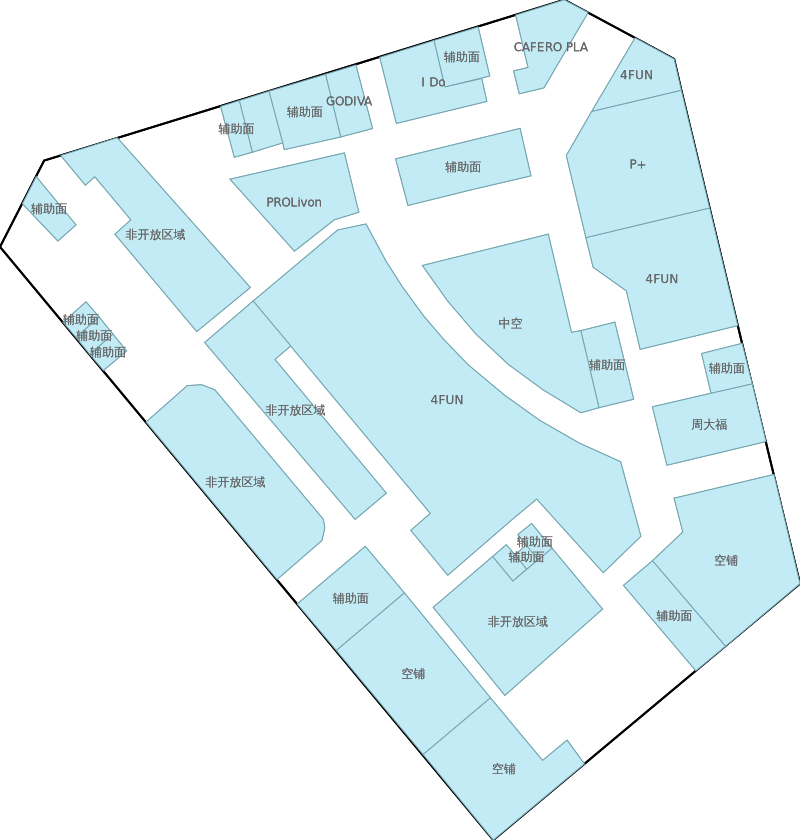 CAFERO PLA
辅助面
4FUN
I Do
GODIVA
辅助面
辅助面
P+
辅助面
PROLivon
辅助面
非开放区域
4FUN
辅助面
中空
辅助面
辅助面
辅助面
辅助面
4FUN
非开放区域
周大福
非开放区域
辅助面
辅助面
空铺
辅助面
辅助面
非开放区域
空铺
空铺